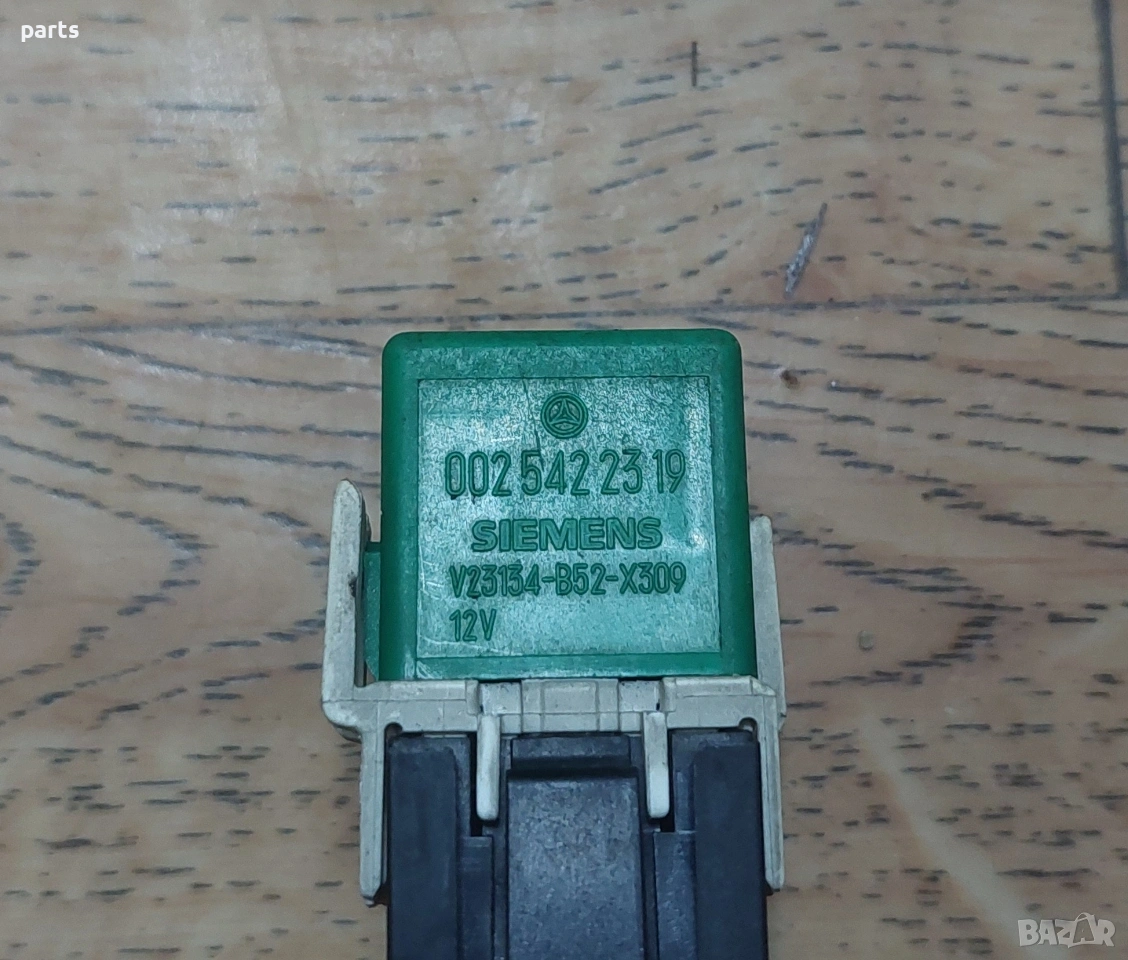 parts
002 542 23 19
SIEMENS
V23134-B52-X309
12V
BAZAR